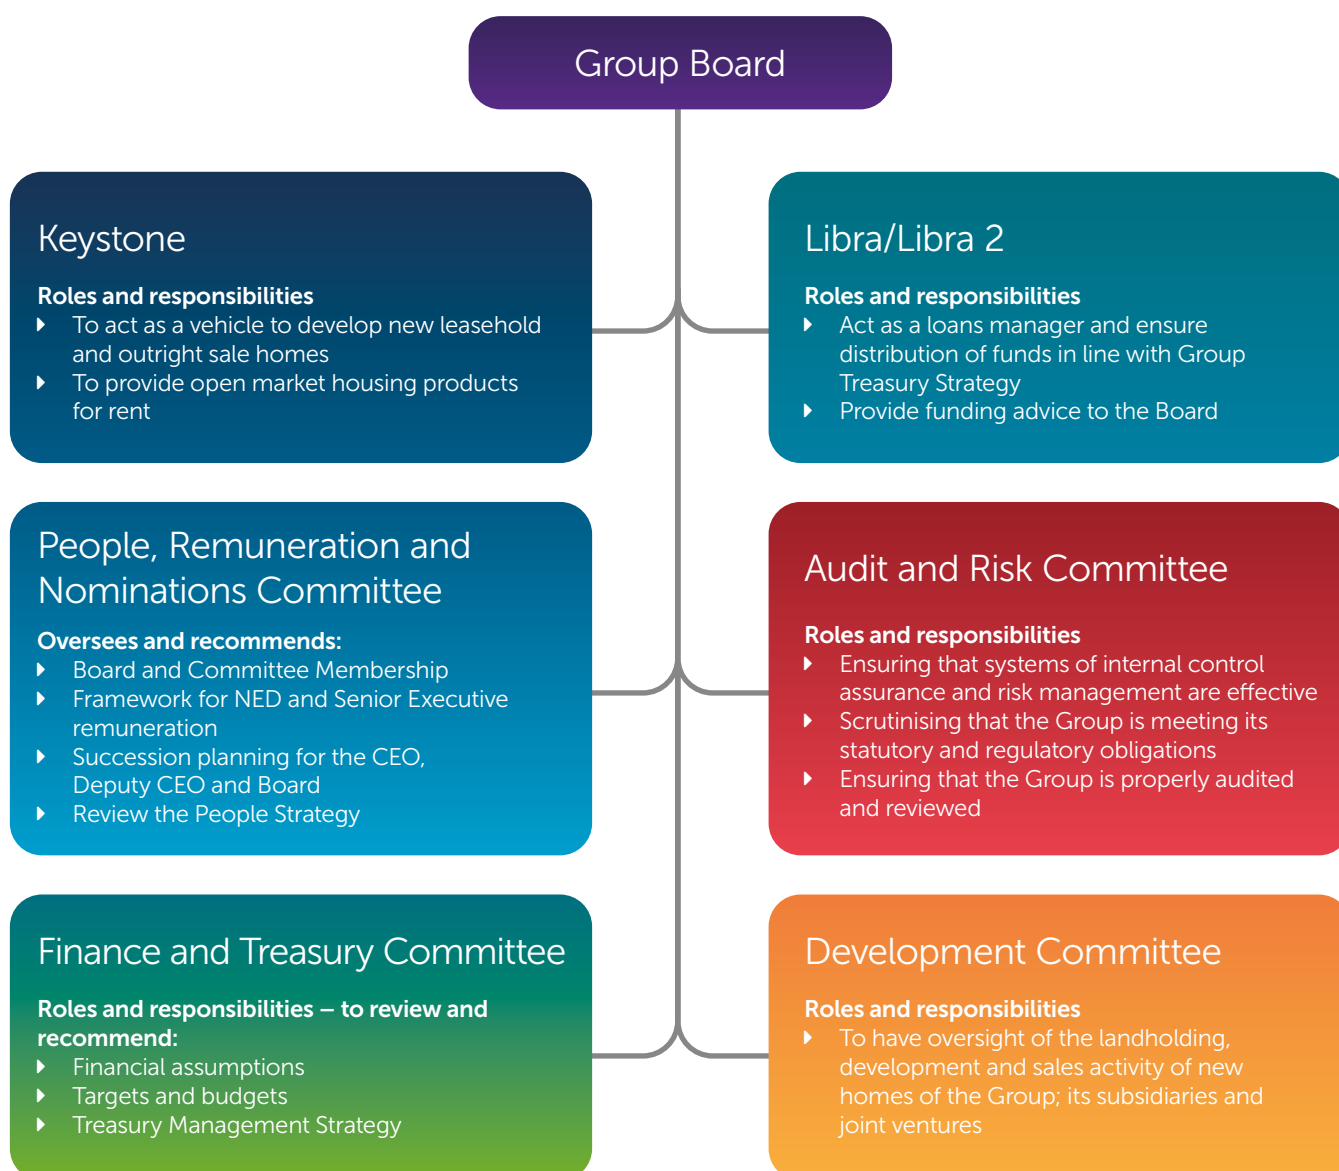 Group Board
Keystone
Roles and responsibilities
To act as a vehicle to develop new leasehold
and outright sale homes
To provide open market housing products
for rent
Libra/Libra 2
Roles and responsibilities
Act as a loans manager and ensure
distribution of funds in line with Group
Treasury Strategy
Provide funding advice to the Board
People, Remuneration and
Nominations Committee
Oversees and recommends:
Board and Committee Membership
Framework for NED and Senior Executive
remuneration
Succession planning for the CEO,
Deputy CEO and Board
Review the People Strategy
Audit and Risk Committee
Roles and responsibilities
Ensuring that systems of internal control
assurance and risk management are effective
Scrutinising that the Group is meeting its
statutory and regulatory obligations
Ensuring that the Group is properly audited
and reviewed
Finance and Treasury Committee
Roles and responsibilities – to review and
recommend:
Financial assumptions
Targets and budgets
Treasury Management Strategy
Development Committee
Roles and responsibilities
To have oversight of the landholding,
development and sales activity of new
homes of the Group; its subsidiaries and
joint ventures